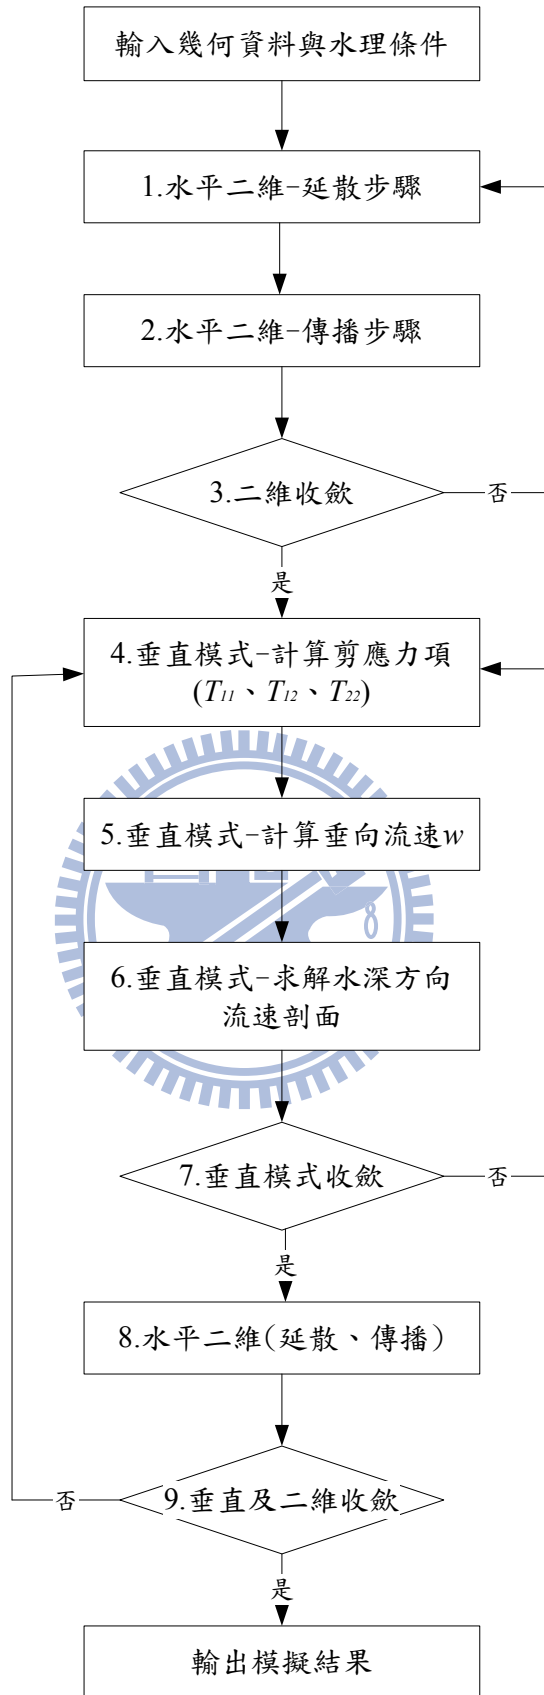 輸入幾何資料與水理條件
1.水平二維-延散步驟
2.水平二維-傳播步驟
3.二維收斂
否
是
4.垂直模式-計算剪應力項
(T11、T12、T22)
5.垂直模式-計算垂向流速w
6.垂直模式-求解水深方向
流速剖面
7.垂直模式收斂
否
是
8.水平二維(延散、傳播)
9.垂直及二維收斂
否
是
輸出模擬結果